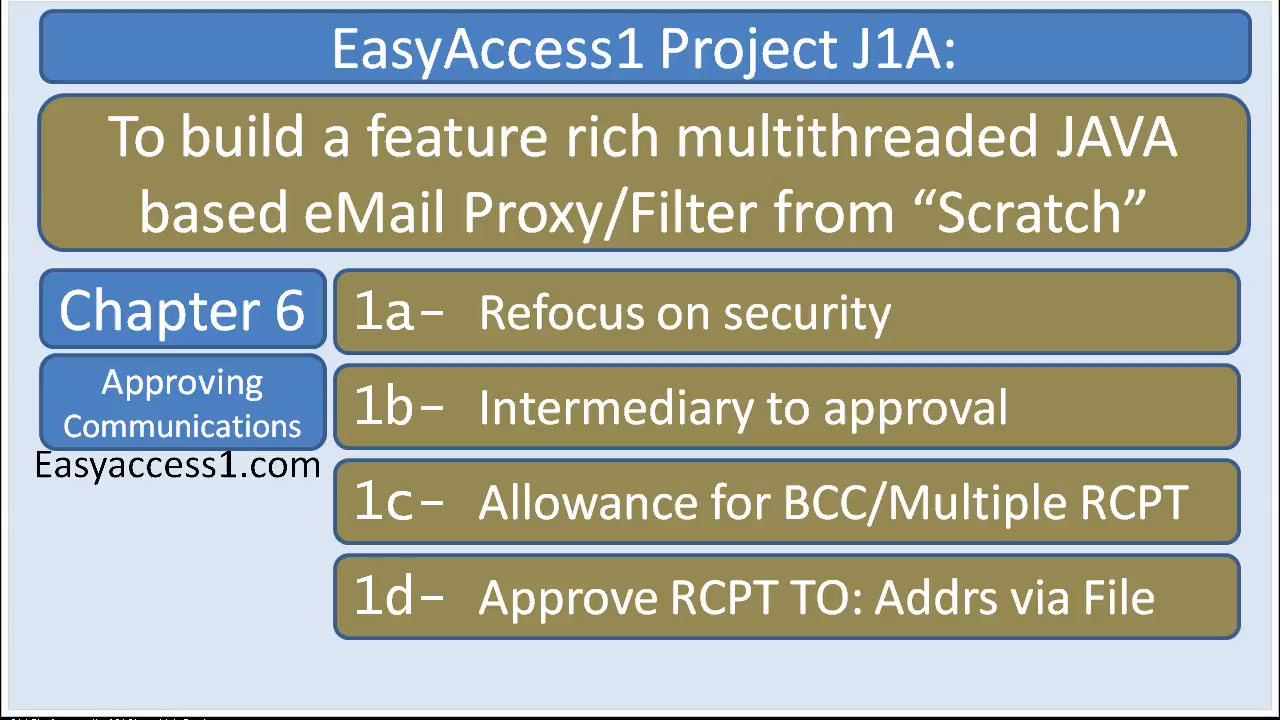 EasyAccess1 Project J1A:
To build a feature rich multithreaded JAVA
based eMail Proxy/Filter from “Scratch”
Chapter 6
Approving
Communications
Easyaccess1.com
1a- Refocus on security
1b- Intermediary to approval
1c- Allowance for BCC/Multiple RCPT
1d- Approve RCPT TO: Addrs via File